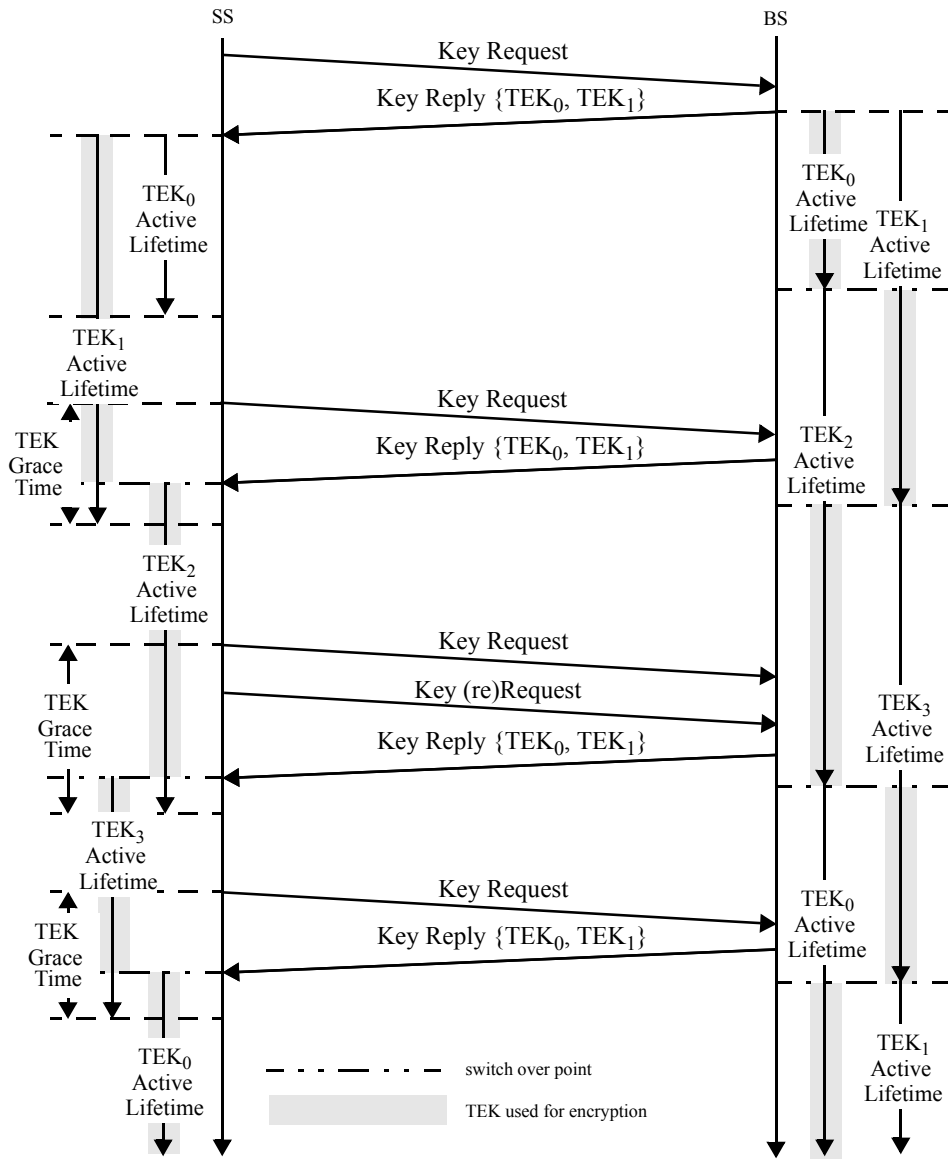 SS
BS
Key Request
Key Reply {TEK0, TEK1}
TEK0
Active
Lifetime
TEK0
Active
Lifetime
TEK1
Active
Lifetime
TEK1
Active
Lifetime
Key Request
TEK
Grace
Time
Key Reply {TEK0, TEK1}
TEK2
Active
Lifetime
TEK2
Active
Lifetime
Key Request
Key (re)Request
TEK
Grace
Time
TEK3
Active
Lifetime
Key Reply {TEK0, TEK1}
TEK3
Active
Lifetime
Key Request
TEK
Grace
Time
Key Reply {TEK0, TEK1}
TEK0
Active
Lifetime
TEK0
Active
Lifetime
TEK1
Active
Lifetime
switch over point
TEK used for encryption